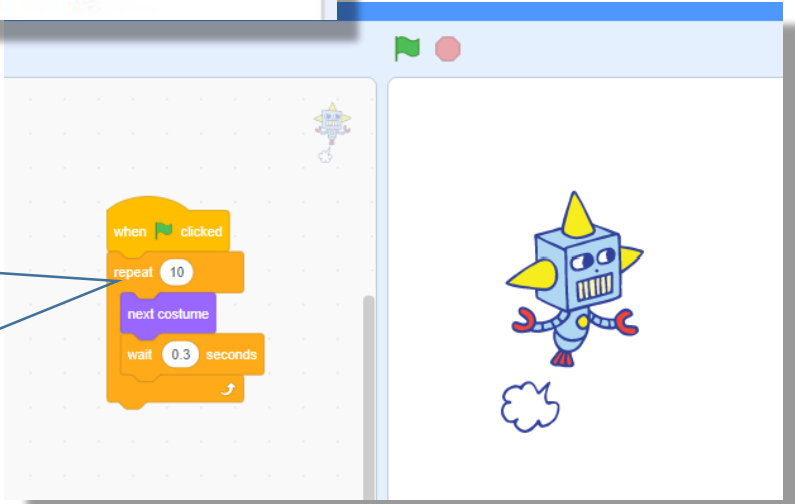 when clicked
repeat 10
next costume
wait 0.3 seconds